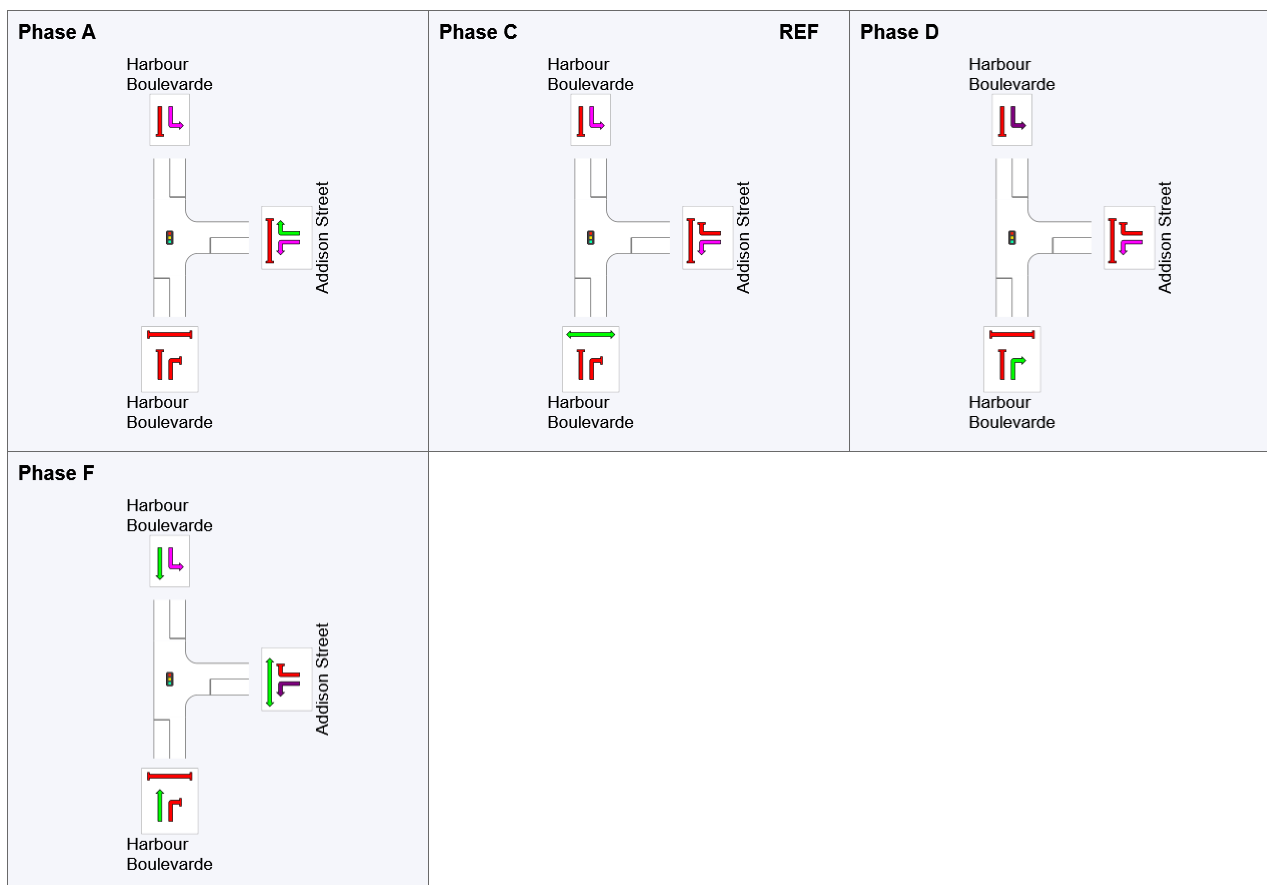 Phase A
Harbour
Boulevarde
Addison Street
Harbour
Boulevarde
Phase C
REF
Harbour
Boulevarde
Addison Street
Harbour
Boulevarde
Phase D
Harbour
Boulevarde
Addison Street
Harbour
Boulevarde
Phase F
Harbour
Boulevarde
Addison Street
Harbour
Boulevarde